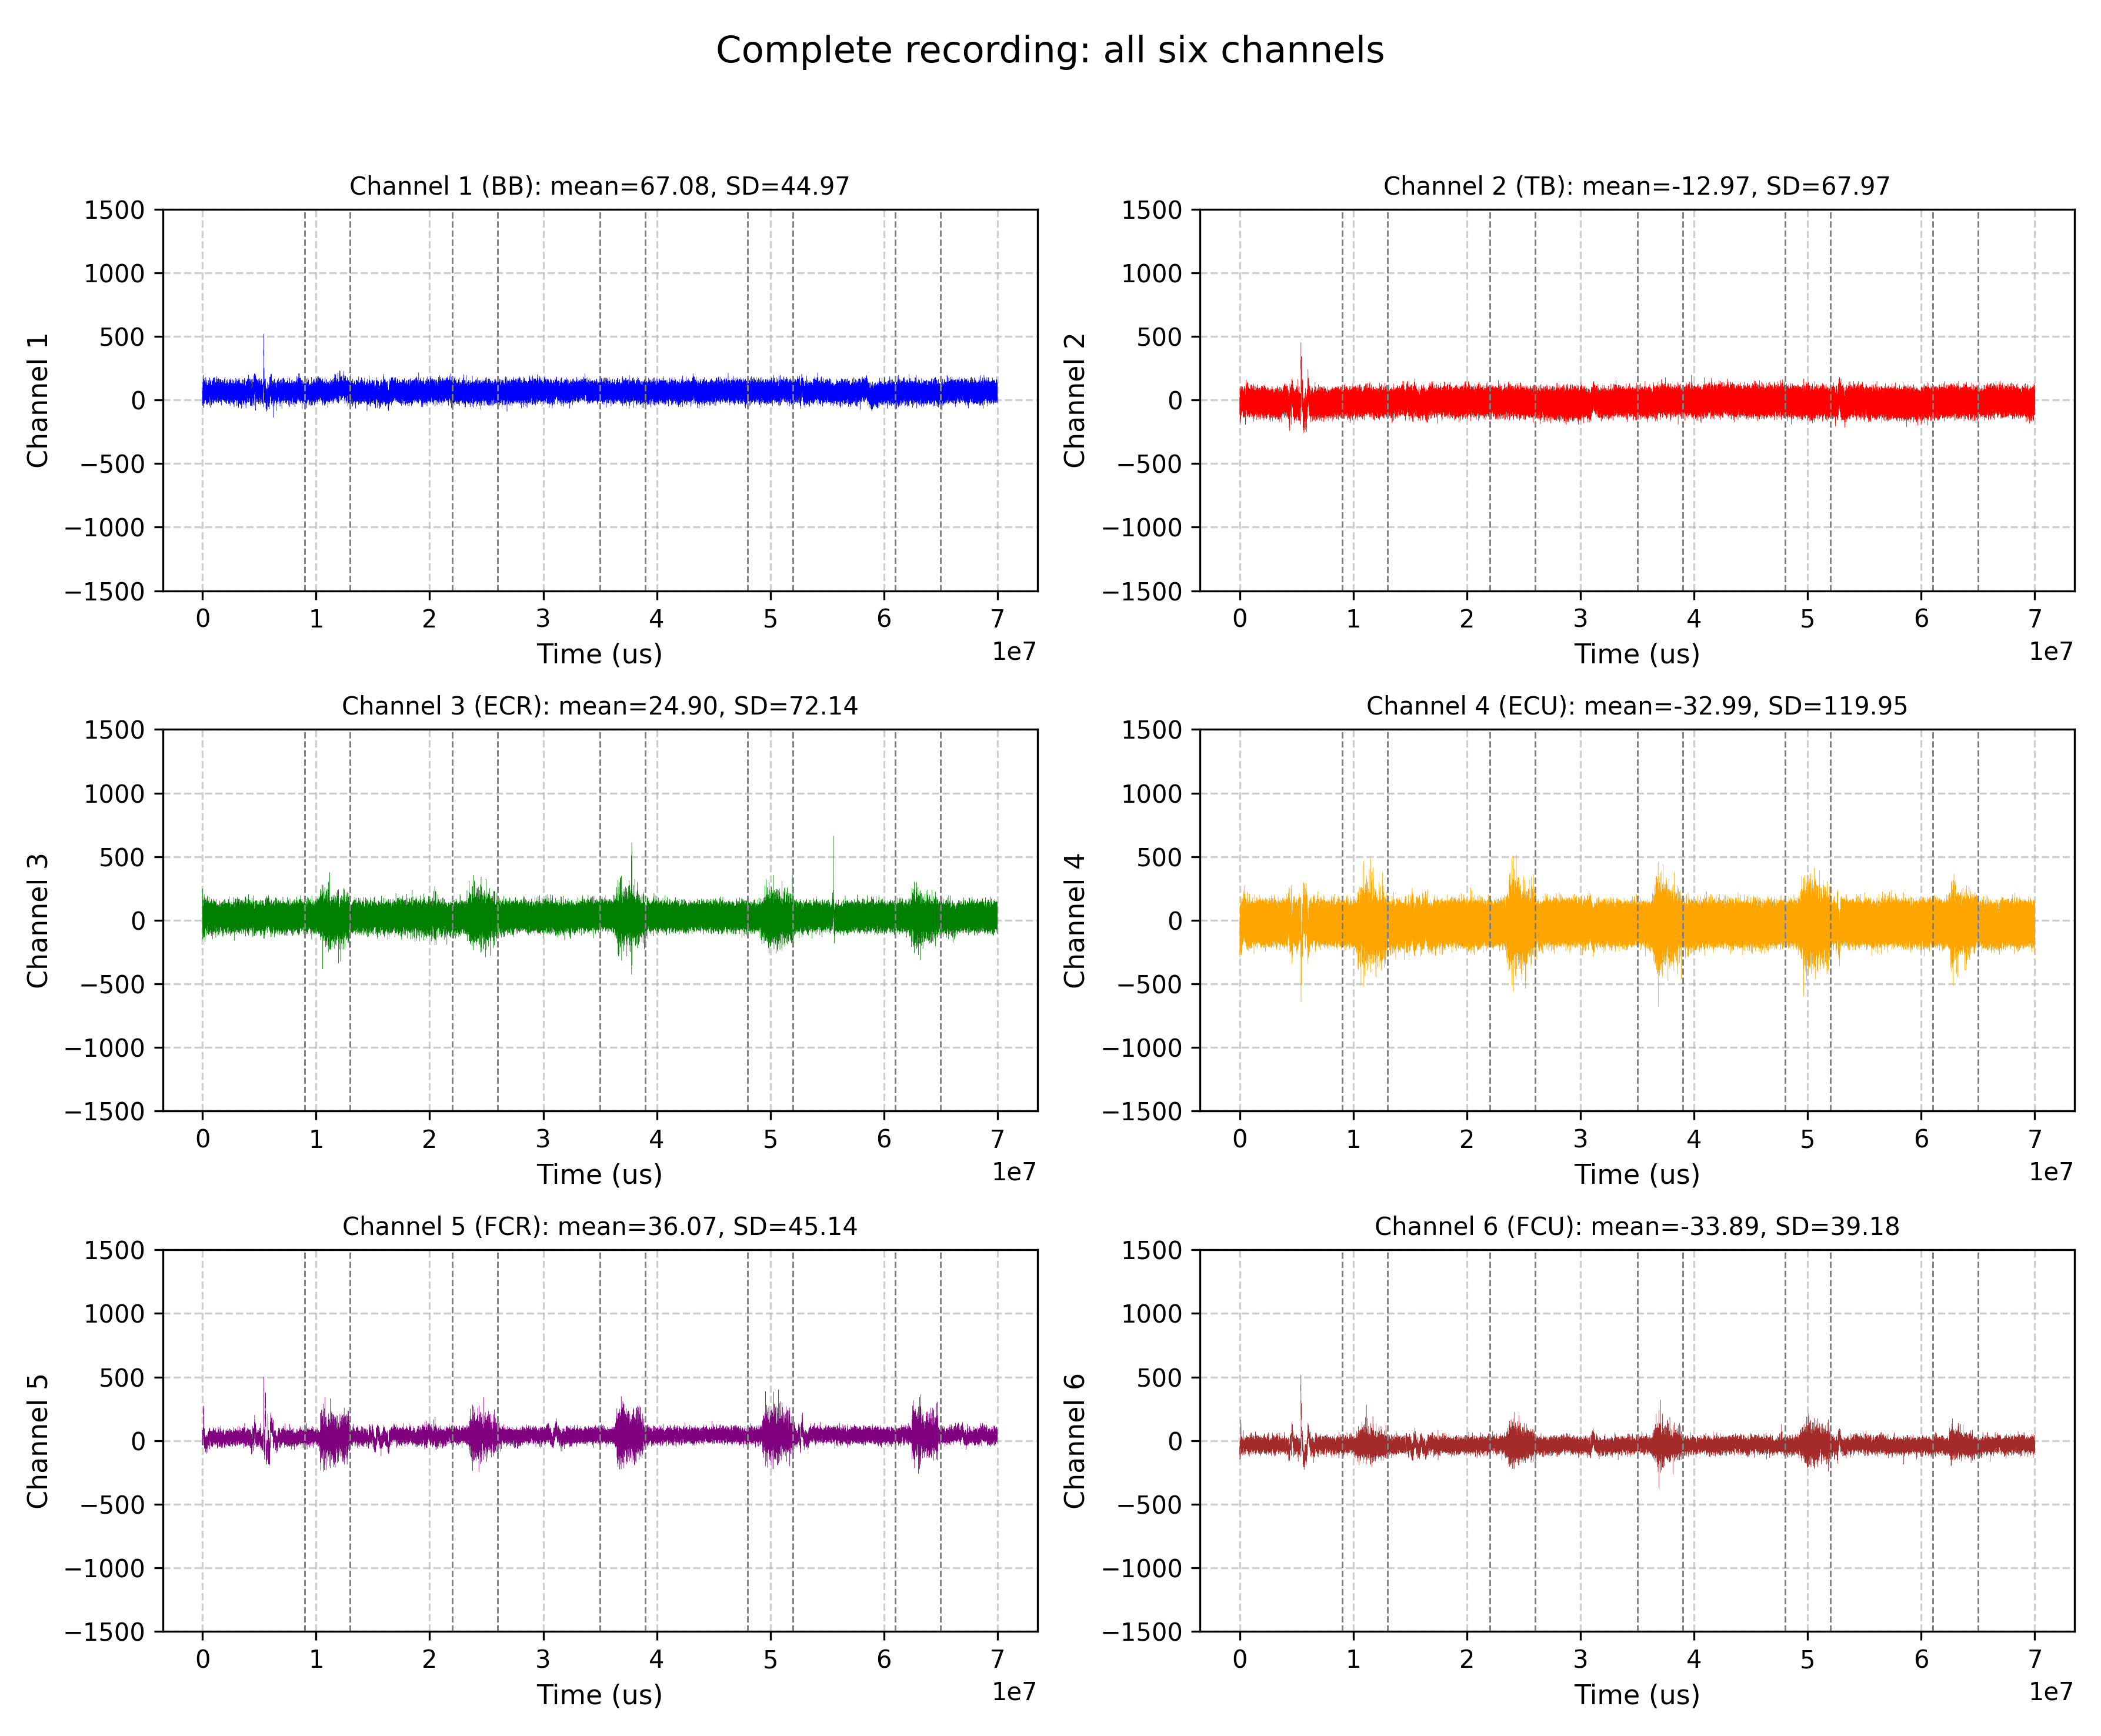 Complete recording: all six channels
Channel 1 (BB): mean=67.08, SD=44.97
1500
1000
500
0
−500
−1000
−1500
Channel 1
0 1 2 3 4 5 6 7
1e7
Time (us)
Channel 2 (TB): mean=-12.97, SD=67.97
1500
1000
500
0
−500
−1000
−1500
Channel 2
0 1 2 3 4 5 6 7
1e7
Time (us)
Channel 3 (ECR): mean=24.90, SD=72.14
1500
1000
500
0
−500
−1000
−1500
Channel 3
0 1 2 3 4 5 6 7
1e7
Time (us)
Channel 4 (ECU): mean=-32.99, SD=119.95
1500
1000
500
0
−500
−1000
−1500
Channel 4
0 1 2 3 4 5 6 7
1e7
Time (us)
Channel 5 (FCR): mean=36.07, SD=45.14
1500
1000
500
0
−500
−1000
−1500
Channel 5
0 1 2 3 4 5 6 7
1e7
Time (us)
Channel 6 (FCU): mean=-33.89, SD=39.18
1500
1000
500
0
−500
−1000
−1500
Channel 6
0 1 2 3 4 5 6 7
1e7
Time (us)